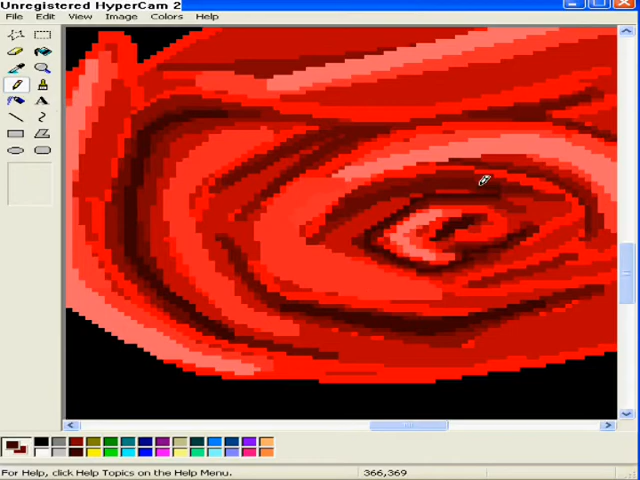 Unregistered HyperCam 2
File Edit View Image Colors Help
A
For Help, click Help Topics on the Help Menu.
366,369